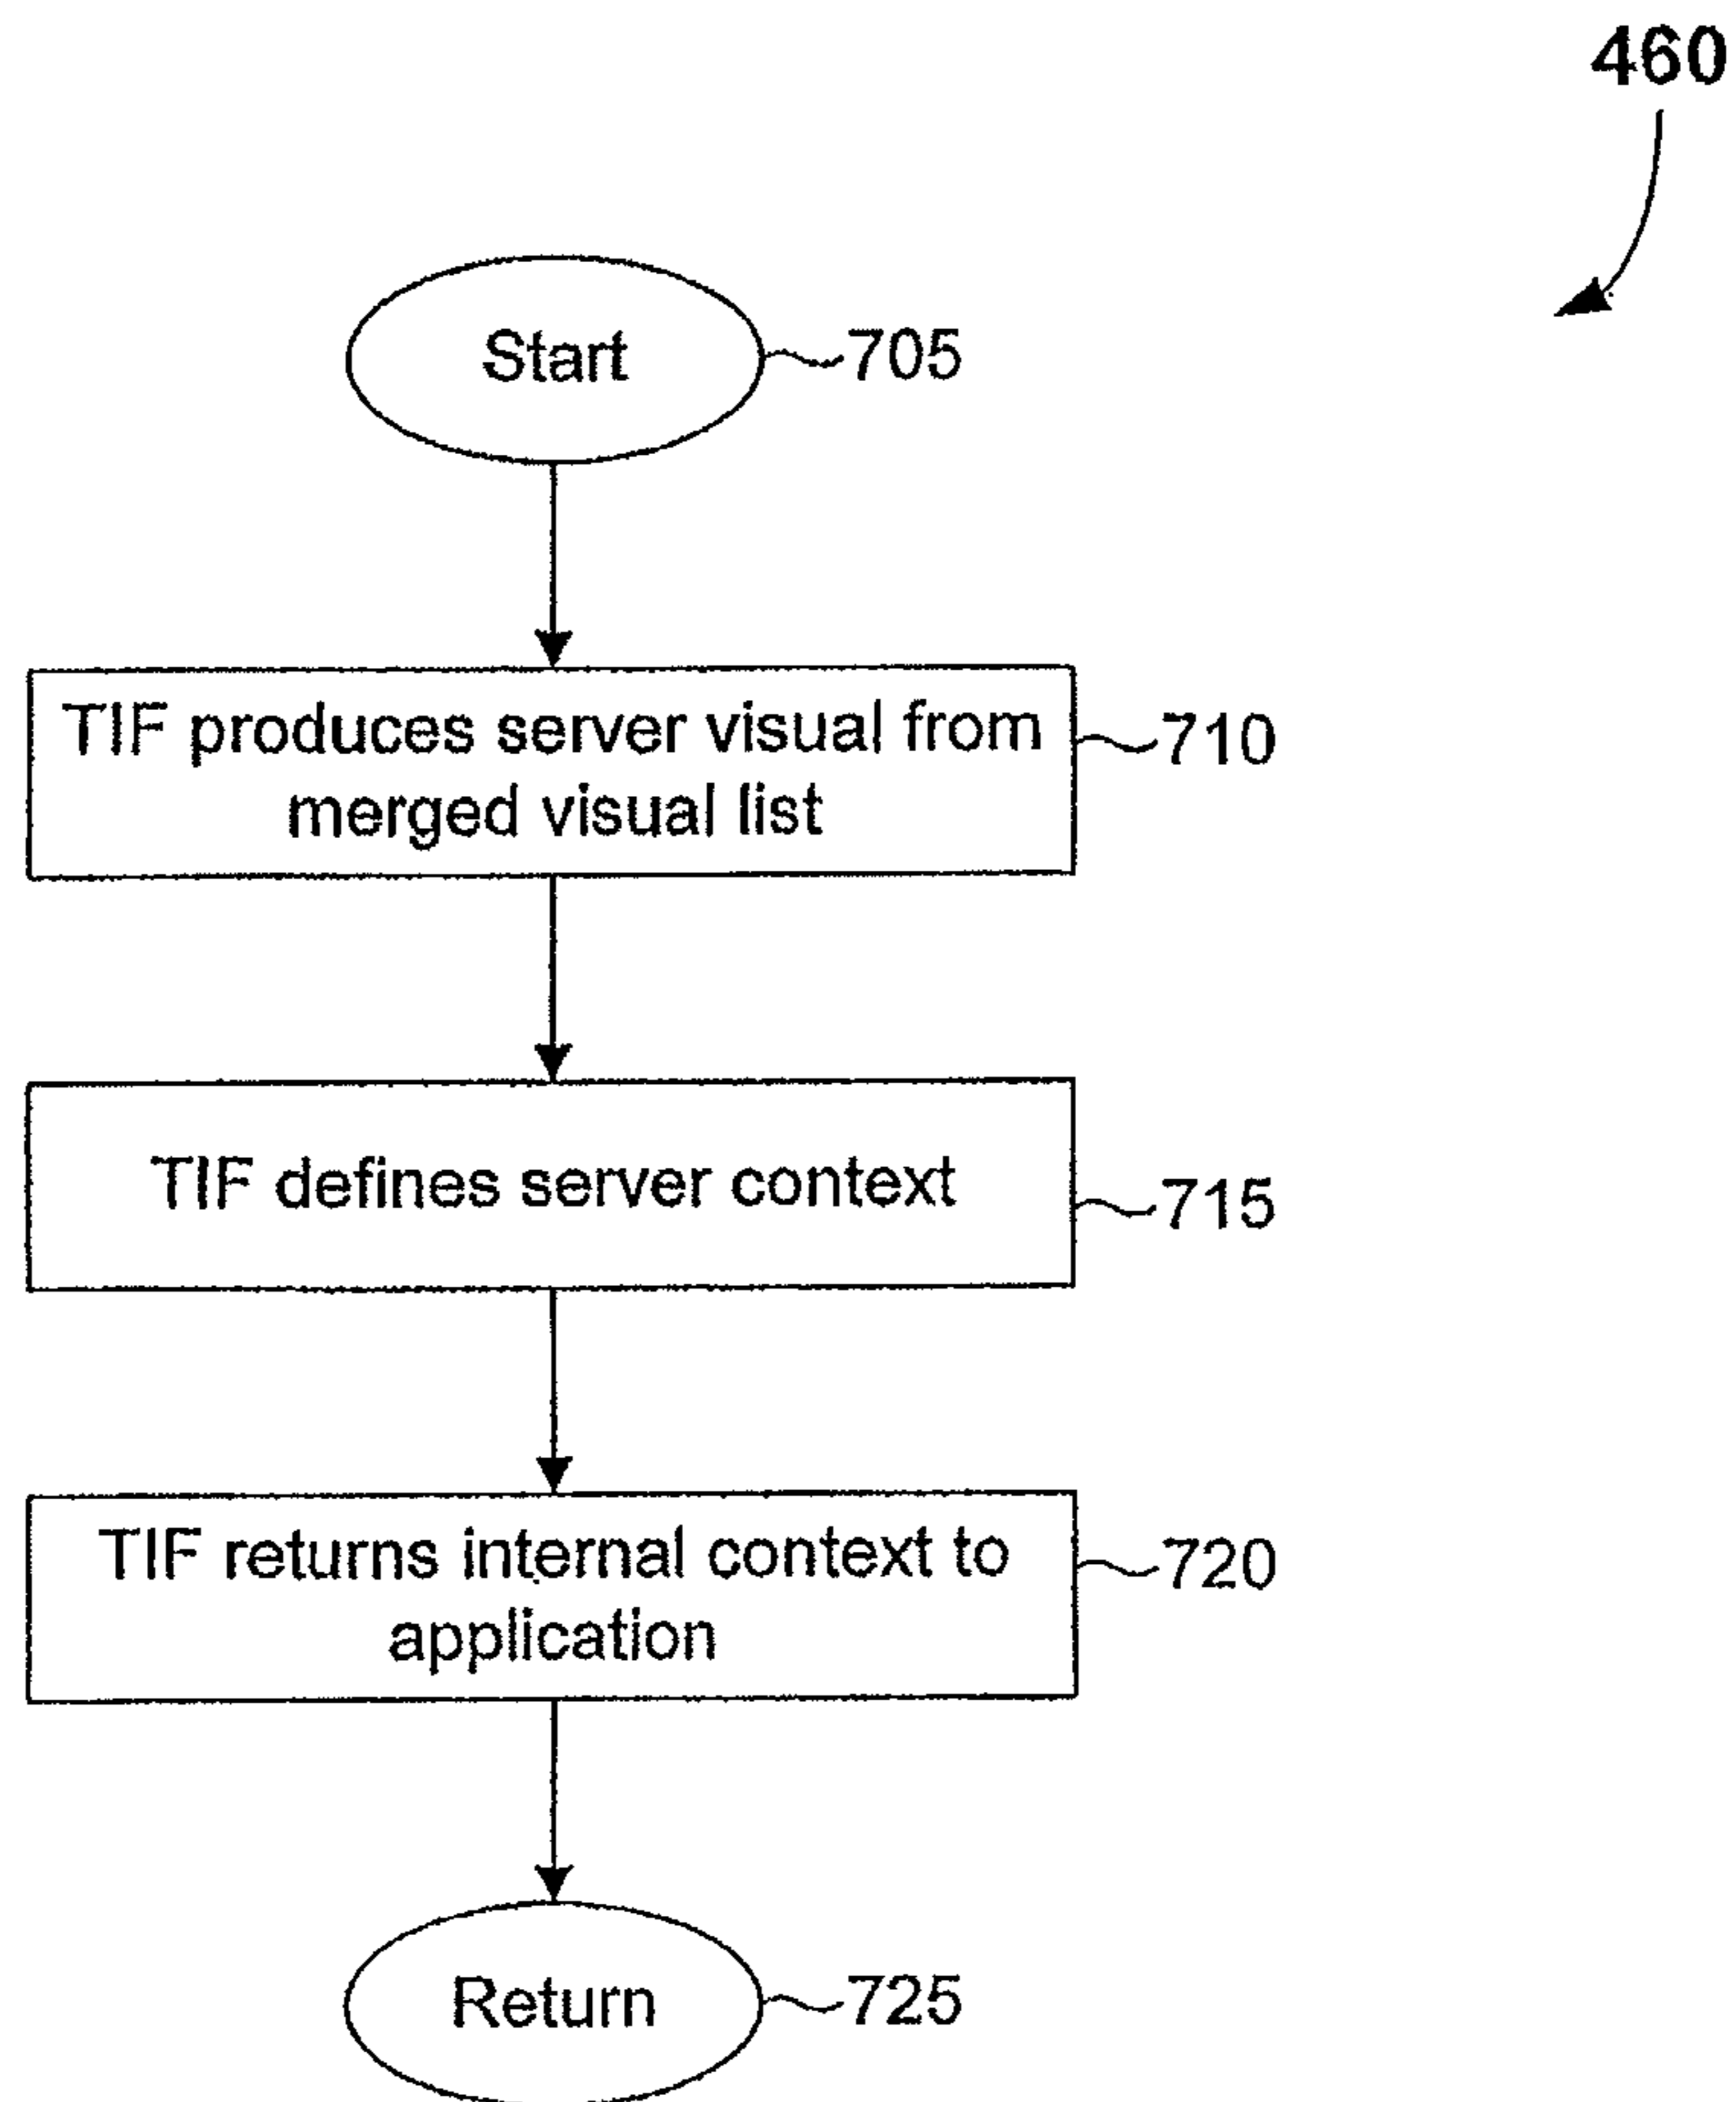 460
Start
705
TIF produces server visual from
merged visual list
710
TIF defines server context
715
TIF returns internal context to
application
720
Return
725